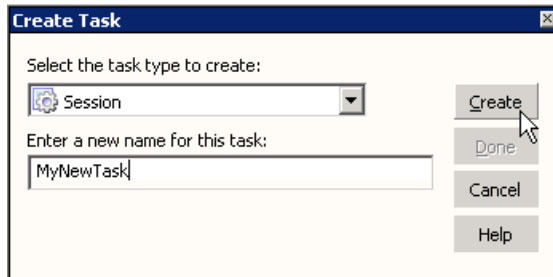 Create Task
Select the task type to create:
Session
Create
Enter a new name for this task:
Done
MyNewTask
Cancel
Help